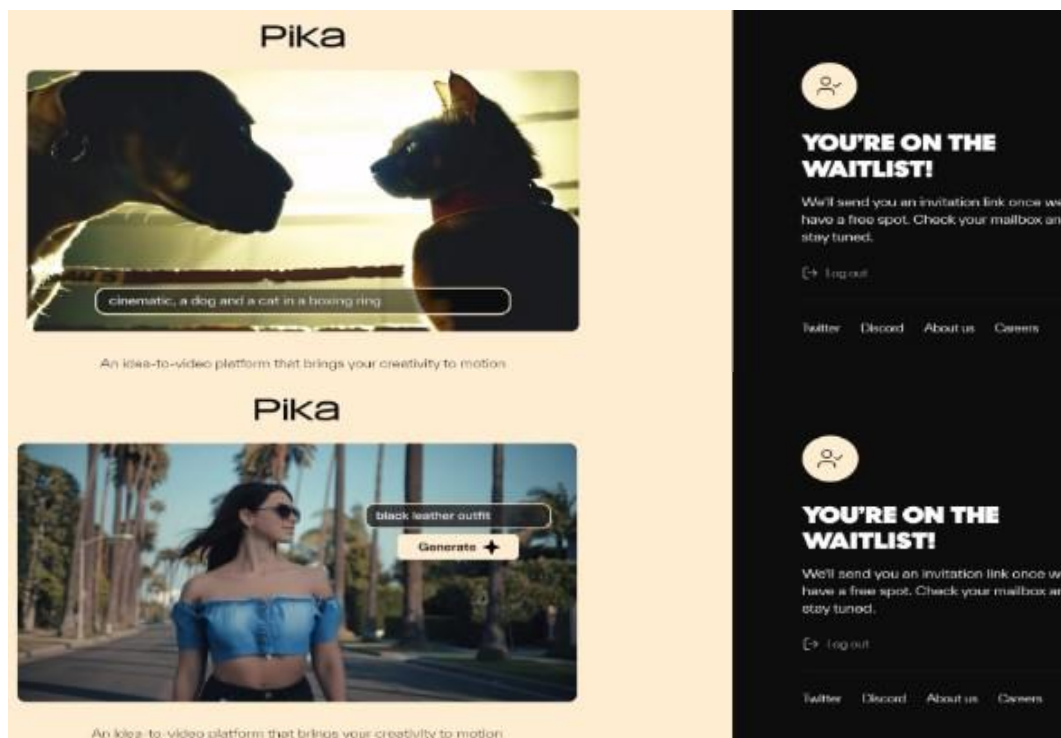 Pika
cinematic, a dog and a cat in a boxing ring
An idea-to-video platform that brings your creativity to motion
YOU'RE ON THE
WAITLIST!
We'll send you an invitation link once we
have a free spot. Check your mailbox an
stay tuned.
Log out
Twitter Discord About us Careers
Pika
black leather outfit
Generate
An idea-to-video platform that brings your creativity to motion
YOU'RE ON THE
WAITLIST!
We'll send you an invitation link once w
have a free spot. Check your mailbox an
stay tuned.
Log out
Twitter Discord About us Careers